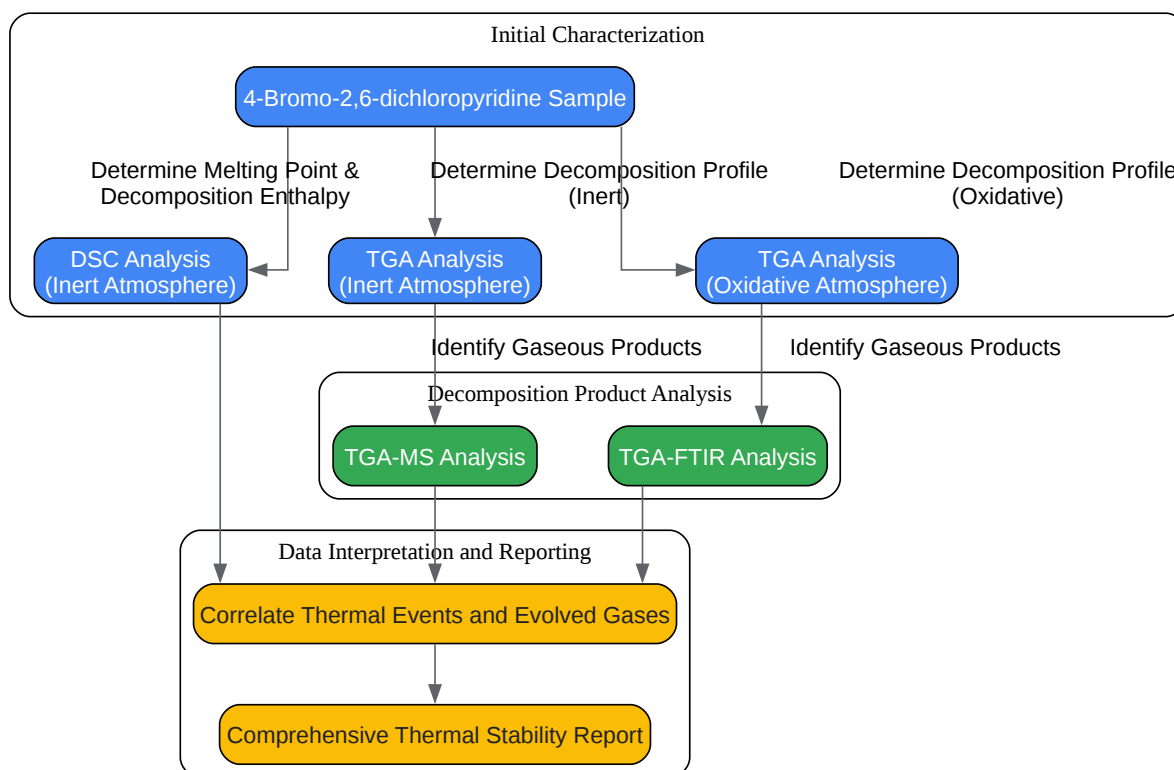 Initial Characterization
4-Bromo-2,6-dichloropyridine Sample
Determine Melting Point &
Decomposition Enthalpy
Determine Decomposition Profile
(Inert)
Determine Decomposition Profile
(Oxidative)
DSC Analysis
(Inert Atmosphere)
TGA Analysis
(Inert Atmosphere)
TGA Analysis
(Oxidative Atmosphere)
Identify Gaseous Products
Identify Gaseous Products
Decomposition Product Analysis
TGA-MS Analysis
TGA-FTIR Analysis
Data Interpretation and Reporting
Correlate Thermal Events and Evolved Gases
Comprehensive Thermal Stability Report